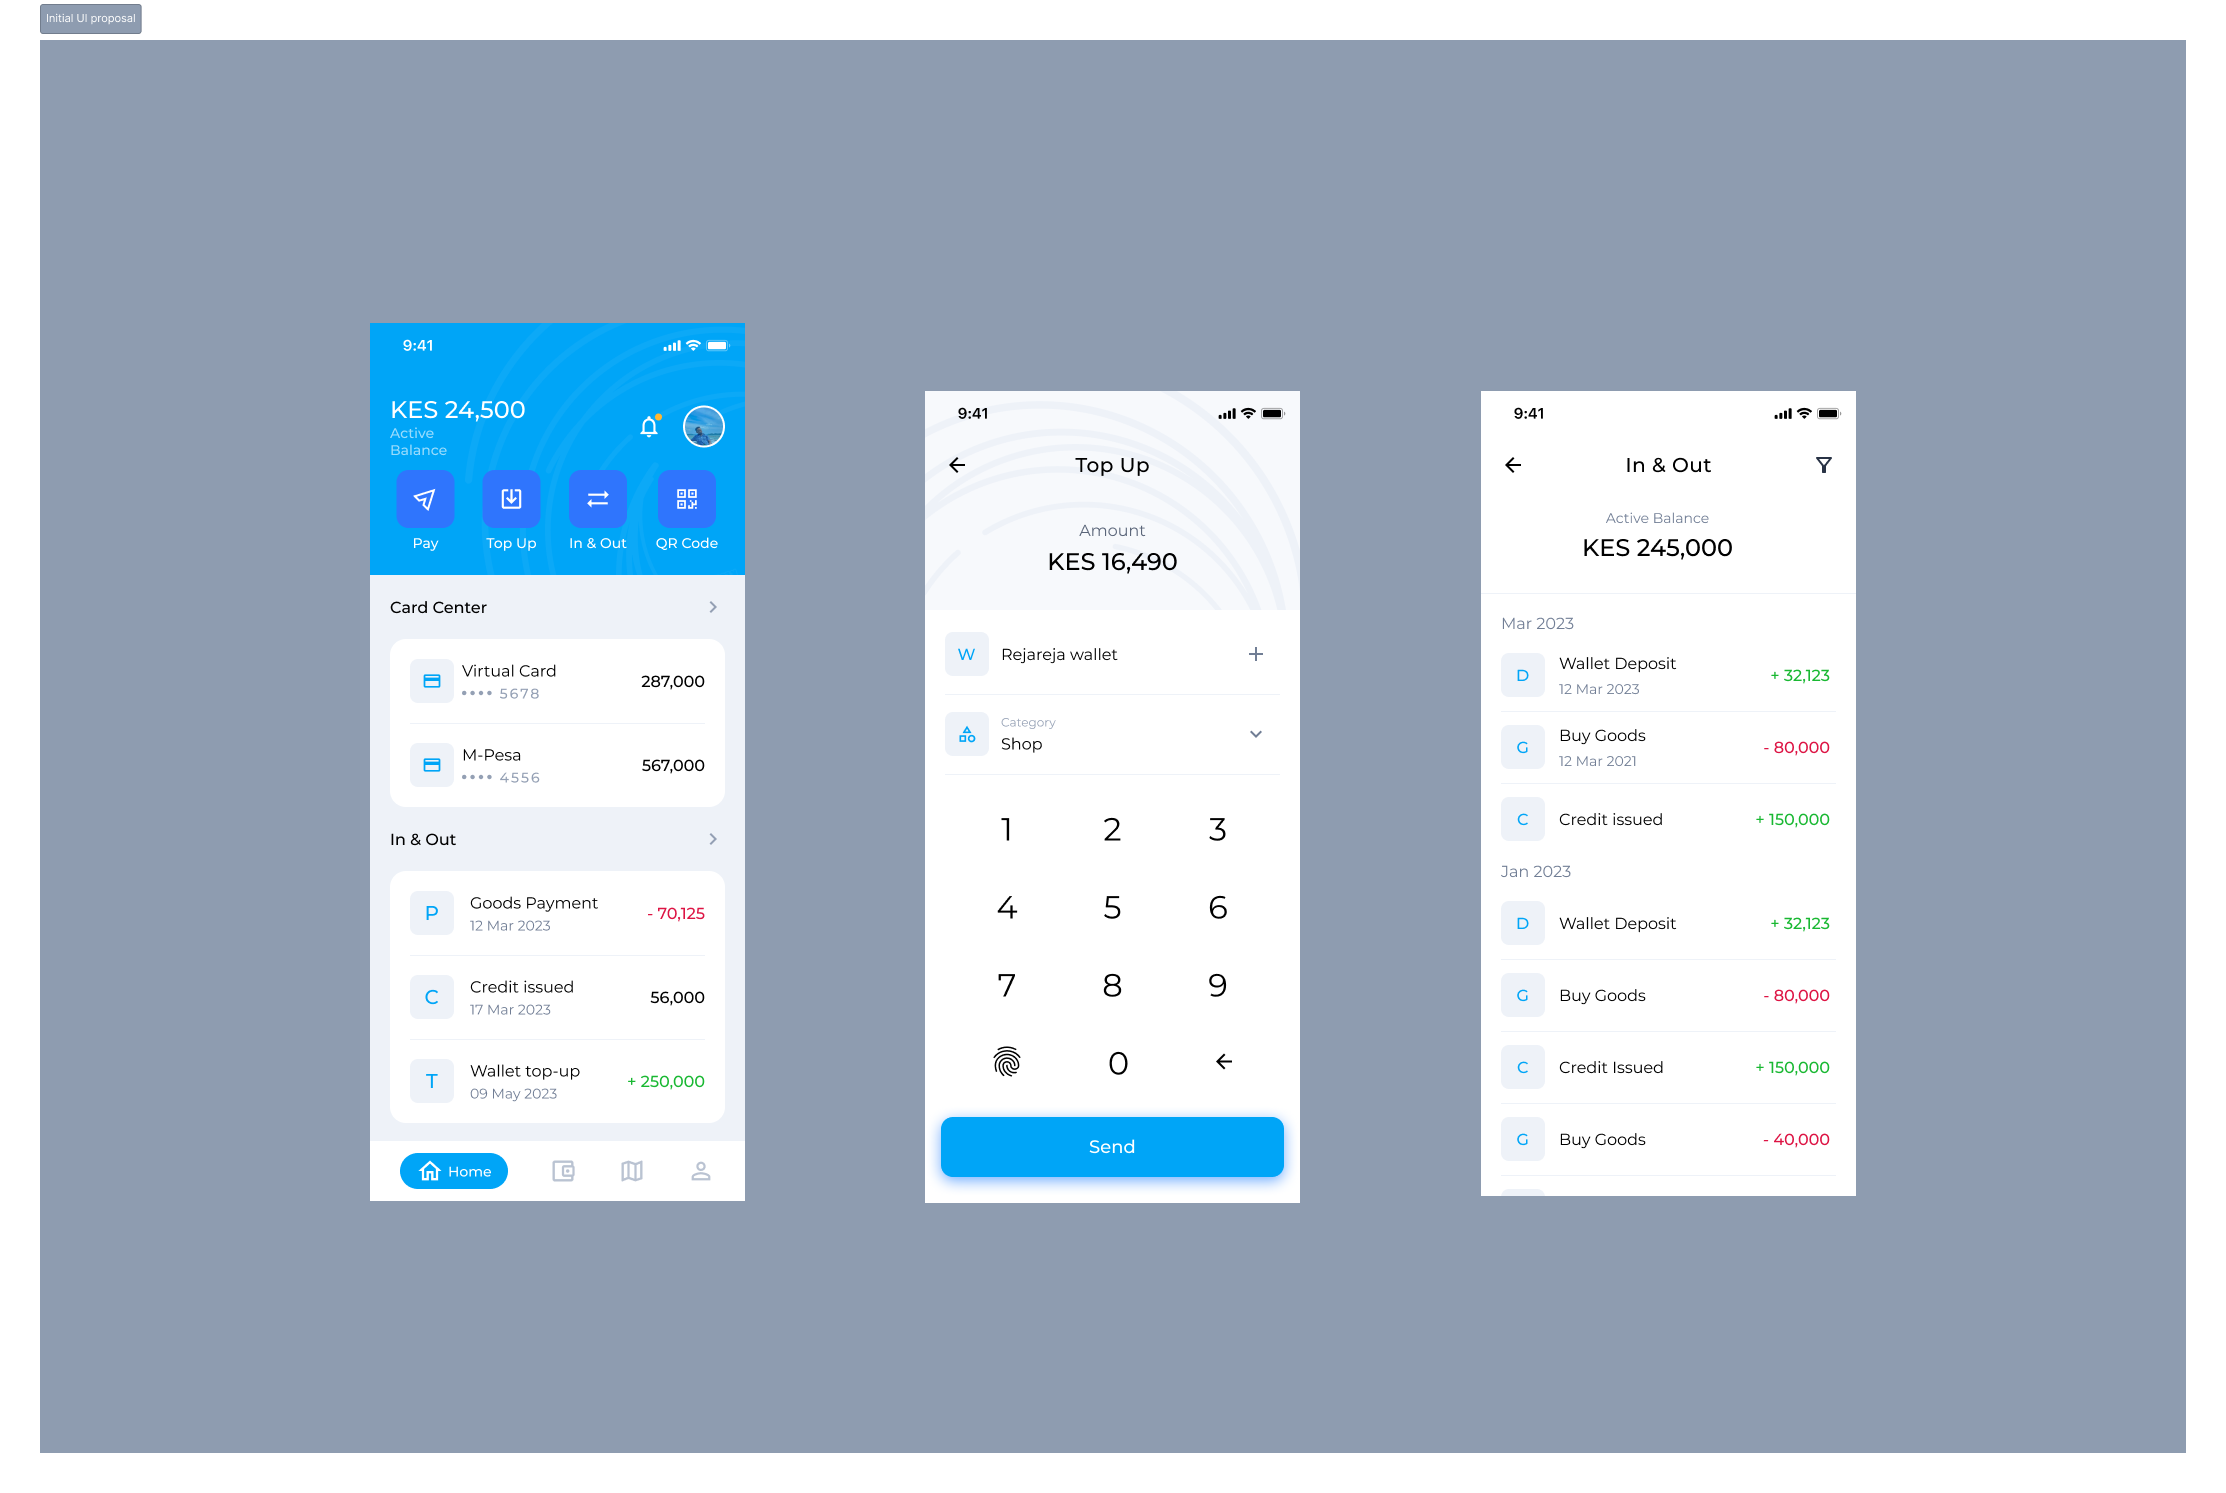 Initial UI proposal
9:41
KES 24,500
Active
Balance
Pay
Top Up
In & Out
QR Code
Card Center
Virtual Card
•••• 5678
287,000
M-Pesa
•••• 4556
567,000
In & Out
P
Goods Payment
12 Mar 2023
- 70,125
C
Credit issued
17 Mar 2023
56,000
T
Wallet top-up
09 May 2023
+ 250,000
Home
9:41
Top Up
Amount
KES 16,490
W
Rejareja wallet
Category
Shop
1 2 3
4 5 6
7 8 9
0
Send
9:41
In & Out
Active Balance
KES 245,000
Mar 2023
D
Wallet Deposit
12 Mar 2023
+ 32,123
G
Buy Goods
12 Mar 2021
- 80,000
C
Credit issued
+ 150,000
Jan 2023
D
Wallet Deposit
+ 32,123
G
Buy Goods
- 80,000
C
Credit Issued
+ 150,000
G
Buy Goods
- 40,000